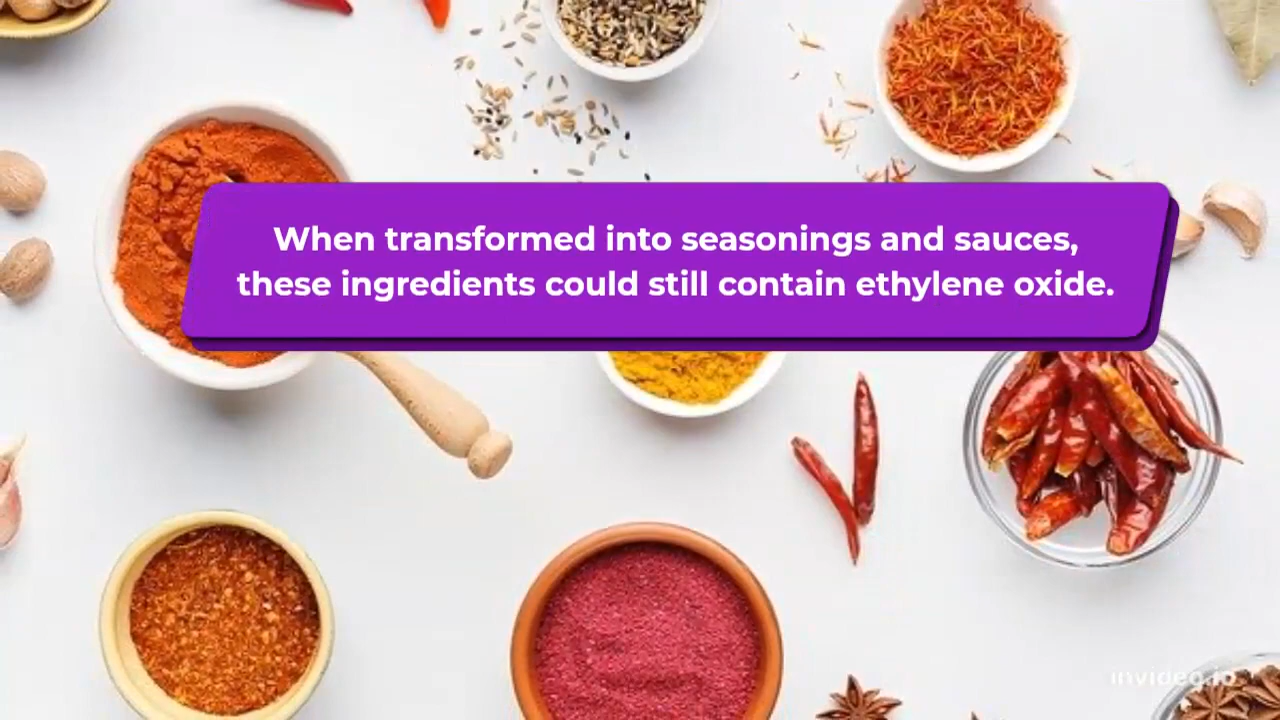 When transformed into seasonings and sauces,
these ingredients could still contain ethylene oxide.
invideo.io